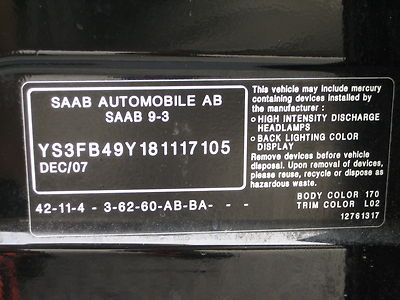 SAAB AUTOMOBILE AB
SAAB 9-3
YS3FB49Y181117105
DEC/07
42-11-4 - 3-62-60-AB-BA- - -
This vehicle may include mercury
containing devices installed by
the manufacturer :
o HIGH INTENSITY DISCHARGE
HEADLAMPS
o BACK LIGHTING COLOR
DISPLAY
Remove devices before vehicle
disposal. Upon removal of devices,
please reuse, recycle or dispose as
hazardous waste.
BODY COLOR 170
TRIM COLOR L02
12761317